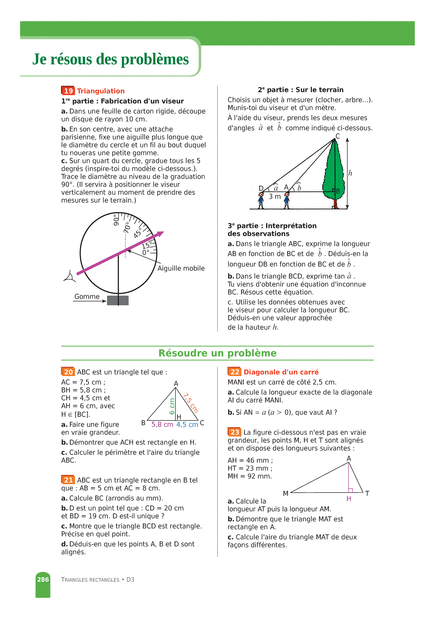 Je résous des problèmes
19 Triangulation
1re partie : Fabrication d'un viseur
a. Dans une feuille de carton rigide, découpe
un disque de rayon 10 cm.
b. En son centre, avec une attache
parisienne, fixe une aiguille plus longue que
le diamètre du cercle et un fil au bout duquel
tu noueras une petite gomme.
c. Sur un quart du cercle, gradue tous les 5
degrés (inspire-toi du modèle ci-dessous.).
Trace le diamètre au niveau de la graduation
90°. (Il servira à positionner le viseur
verticalement au moment de prendre des
mesures sur le terrain.)
90°
70°
45°
15°
0°
Aiguille mobile
Gomme
2e partie : Sur le terrain
Choisis un objet à mesurer (clocher, arbre...).
Munis-toi du viseur et d'un mètre.
À l'aide du viseur, prends les deux mesures
d'angles â et b̂ comme indiqué ci-dessous.
C
h
D â A b̂
B
3 m
3e partie : Interprétation
des observations
a. Dans le triangle ABC, exprime la longueur
AB en fonction de BC et de b̂ . Déduis-en la
longueur DB en fonction de BC et de b̂ .
b. Dans le triangle BCD, exprime tan â .
Tu viens d'obtenir une équation d'inconnue
BC. Résous cette équation.
c. Utilise les données obtenues avec
le viseur pour calculer la longueur BC.
Déduis-en une valeur approchée
de la hauteur h.
Résoudre un problème
20 ABC est un triangle tel que :
AC = 7,5 cm ;
BH = 5,8 cm ;
CH = 4,5 cm et
AH = 6 cm, avec
H ∈ [BC].
A
6 cm
7,5 cm
B
H
C
5,8 cm 4,5 cm
a. Faire une figure
en vraie grandeur.
b. Démontrer que ACH est rectangle en H.
c. Calculer le périmètre et l'aire du triangle
ABC.
21 ABC est un triangle rectangle en B tel
que : AB = 5 cm et AC = 8 cm.
a. Calculer BC (arrondis au mm).
b. D est un point tel que : CD = 20 cm
et BD = 19 cm. D est-il unique ?
c. Montre que le triangle BCD est rectangle.
Précise en quel point.
d. Déduis-en que les points A, B et D sont
alignés.
22 Diagonale d'un carré
MANI est un carré de côté 2,5 cm.
a. Calcule la longueur exacte de la diagonale
AI du carré MANI.
b. Si AN = a (a > 0), que vaut AI ?
23 La figure ci-dessous n'est pas en vraie
grandeur, les points M, H et T sont alignés
et on dispose des longueurs suivantes :
AH = 46 mm ;
HT = 23 mm ;
MH = 92 mm.
A
M
H
T
a. Calcule la
longueur AT puis la longueur AM.
b. Démontre que le triangle MAT est
rectangle en A.
c. Calcule l'aire du triangle MAT de deux
façons différentes.
286 TRIANGLES RECTANGLES • D3